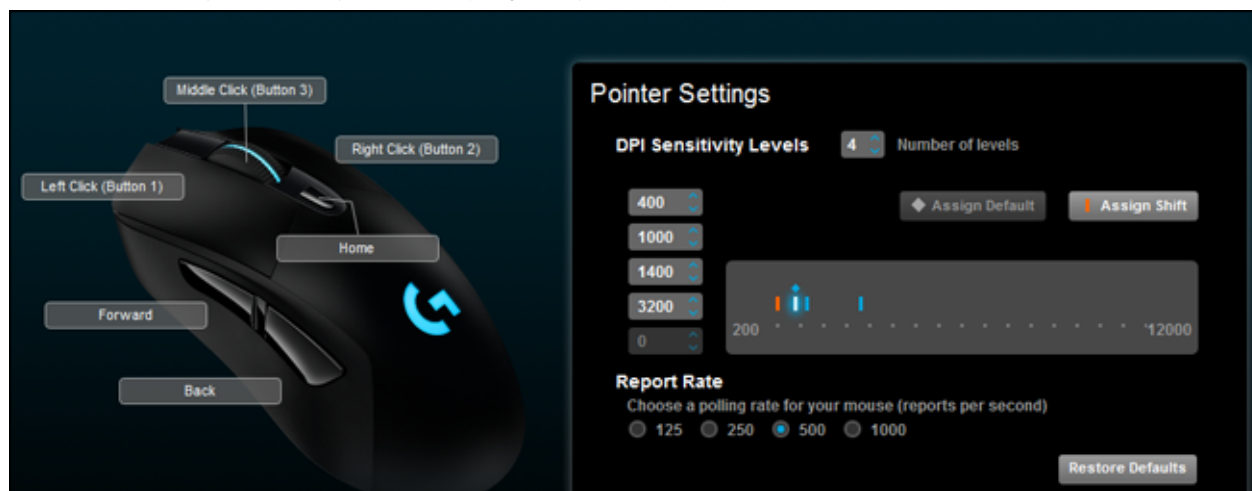 Middle Click (Button 3)
Right Click (Button 2)
Left Click (Button 1)
Home
Forward
Back
Pointer Settings
DPI Sensitivity Levels 4 Number of levels
400 Assign Default Assign Shift
1000
1400
3200
200 12000
0
Report Rate
Choose a polling rate for your mouse (reports per second)
125 250 500 1000
Restore Defaults